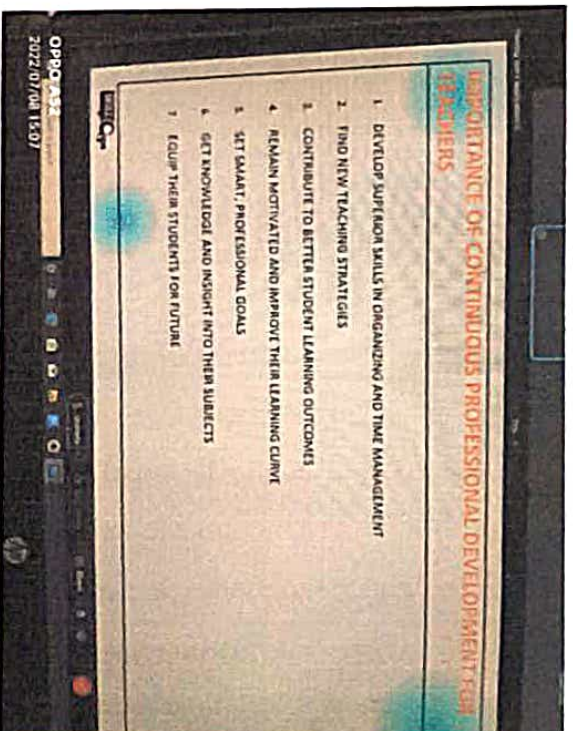 IMPORTANCE OF CONTINUOUS PROFESSIONAL DEVELOPMENT FOR
TEACHERS
1. DEVELOP SUPERIOR SKILLS IN ORGANIZING AND TIME MANAGEMENT
2. FIND NEW TEACHING STRATEGIES
3. CONTRIBUTE TO BETTER STUDENT LEARNING OUTCOMES
4. REMAIN MOTIVATED AND IMPROVE THEIR LEARNING CURVE
5. SET SMART, PROFESSIONAL GOALS
6. GET KNOWLEDGE AND INSIGHT INTO THEIR SUBJECTS
7 EQUIP THEIR STUDENTS FOR FUTURE
hp
OPPO A52
2022/07/08 15:07